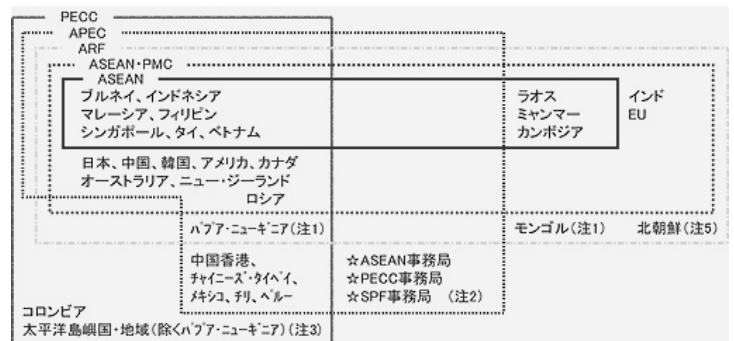 PECC
APEC
ARF
ASEAN・PMC
ASEAN
ブルネイ、インドネシア
マレーシア、フィリピン
シンガポール、タイ、ベトナム
ラオス
ミャンマー
カンボジア
インド
EU
日本、中国、韓国、アメリカ、カナダ
オーストラリア、ニュー・ジーランド
ロシア
パプア・ニューギニア(注1)
モンゴル(注1)
北朝鮮(注5)
中国香港、
チャイニーズ・タイペイ、
メキシコ、チリ、ペルー
☆ASEAN事務局
☆PECC事務局
☆SPF事務局 (注2)
コロンビア
太平洋島嶼国・地域(除くパプア・ニューギニア)(注3)